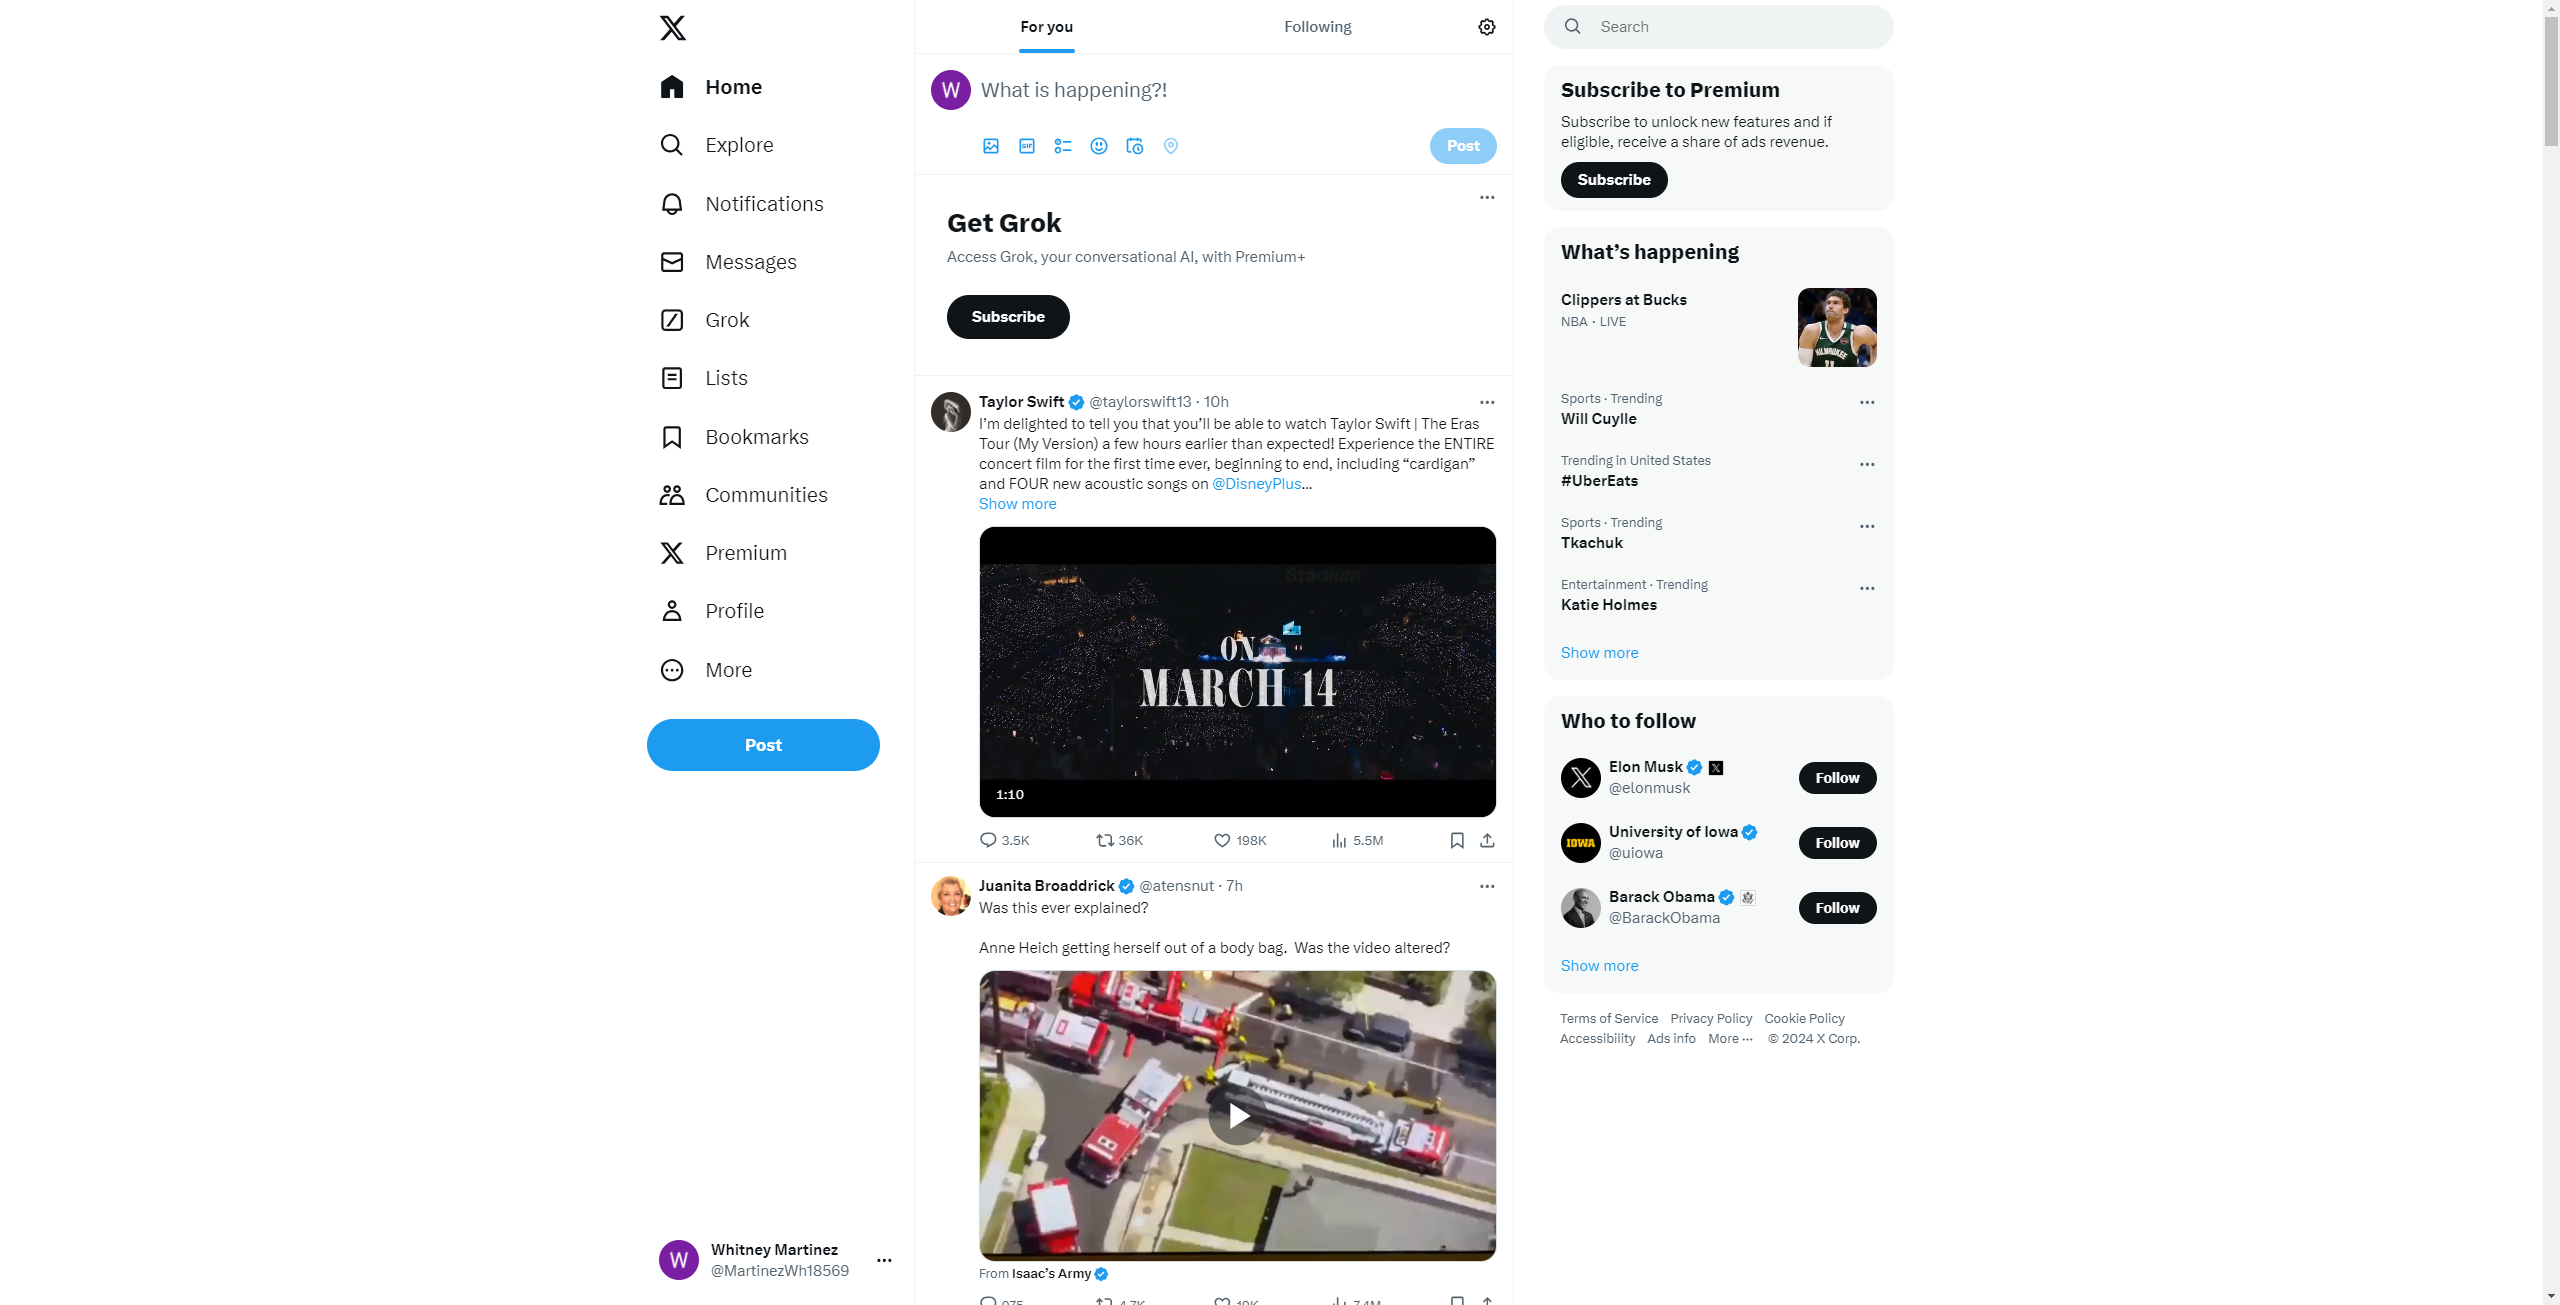 Home
Explore
Notifications
Messages
Grok
Lists
Bookmarks
Communities
Premium
Profile
More
Post
W
Whitney Martinez
@MartinezWh18569
For you
Following
W
What is happening?!
GIF
Post
Get Grok
Access Grok, your conversational AI, with Premium+
Subscribe
Taylor Swift @taylorswift13 · 10h
I’m delighted to tell you that you’ll be able to watch Taylor Swift | The Eras
Tour (My Version) a few hours earlier than expected! Experience the ENTIRE
concert film for the first time ever, beginning to end, including “cardigan”
and FOUR new acoustic songs on @DisneyPlus…
Show more
Stadium
ON
MARCH 14
1:10
3.5K 36K 198K 5.5M
Juanita Broaddrick @atensnut · 7h
Was this ever explained?
Anne Heich getting herself out of a body bag.  Was the video altered?
From Isaac’s Army
Search
Subscribe to Premium
Subscribe to unlock new features and if
eligible, receive a share of ads revenue.
Subscribe
What’s happening
Clippers at Bucks
NBA · LIVE
MILWAUKEE
Sports · Trending
Will Cuylle
Trending in United States
#UberEats
Sports · Trending
Tkachuk
Entertainment · Trending
Katie Holmes
Show more
Who to follow
Elon Musk
@elonmusk
Follow
IOWA
University of Iowa
@uiowa
Follow
Barack Obama
@BarackObama
Follow
Show more
Terms of Service Privacy Policy Cookie Policy
Accessibility Ads info More ··· © 2024 X Corp.